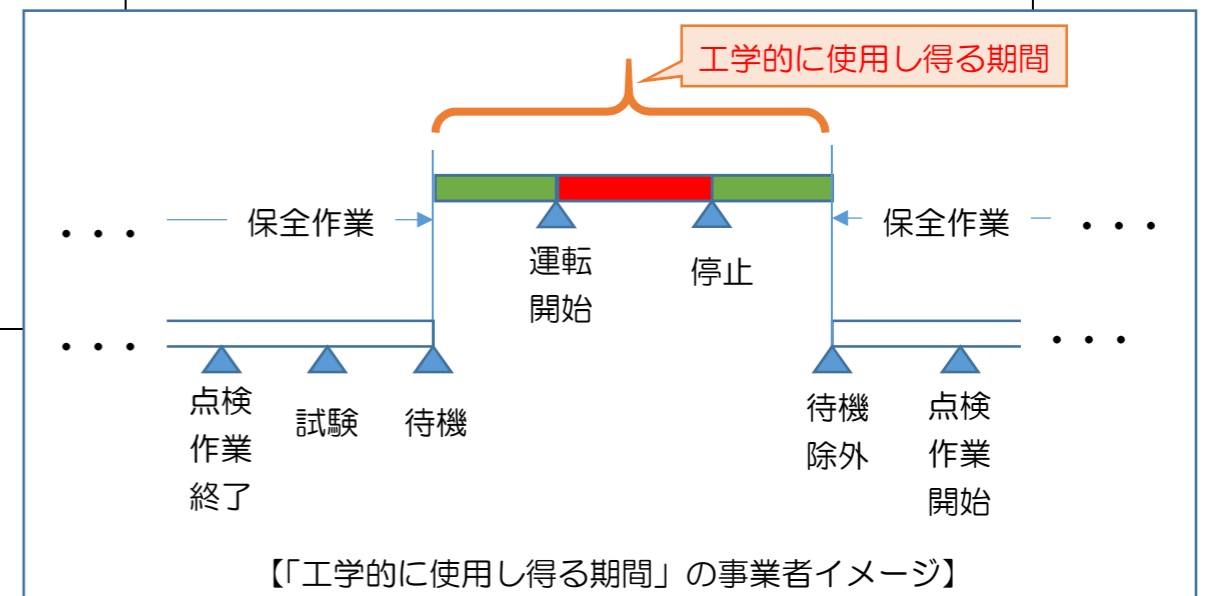 工学的に使用し得る期間
・・・
保全作業
保全作業
・・・
運転
開始
停止
・・・
・・・
点検
作業
終了
試験
待機
待機
除外
点検
作業
開始
【「工学的に使用し得る期間」の事業者イメージ】